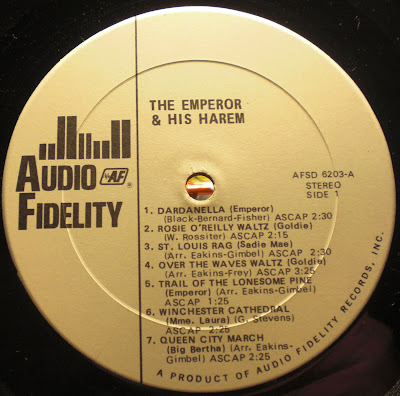 THE EMPEROR
& HIS HAREM
AUDIO
AF ®
FIDELITY
AFSD 6203-A
STEREO
SIDE 1
1. DARDANELLA (Emperor)
(Black-Bernard-Fisher) ASCAP 2:30
2. ROSIE O'REILLY WALTZ (Goldie)
(W. Rossiter) ASCAP 2:15
3. ST. LOUIS RAG (Sadie Mae)
(Arr. Eakins-Gimbel) ASCAP 2:30
4. OVER THE WAVES WALTZ (Goldie)
(Arr. Eakins-Frey) ASCAP 3:25
5. TRAIL OF THE LONESOME PINE
(Emperor) (Arr. Eakins-Gimbel)
ASCAP 1:25
6. WINCHESTER CATHEDRAL
(Mme. Laura) (G. Stevens)
ASCAP 2:25
7. QUEEN CITY MARCH
(Big Bertha) (Arr. Eakins-
Gimbel) ASCAP 2:25
A PRODUCT OF AUDIO FIDELITY RECORDS, INC.